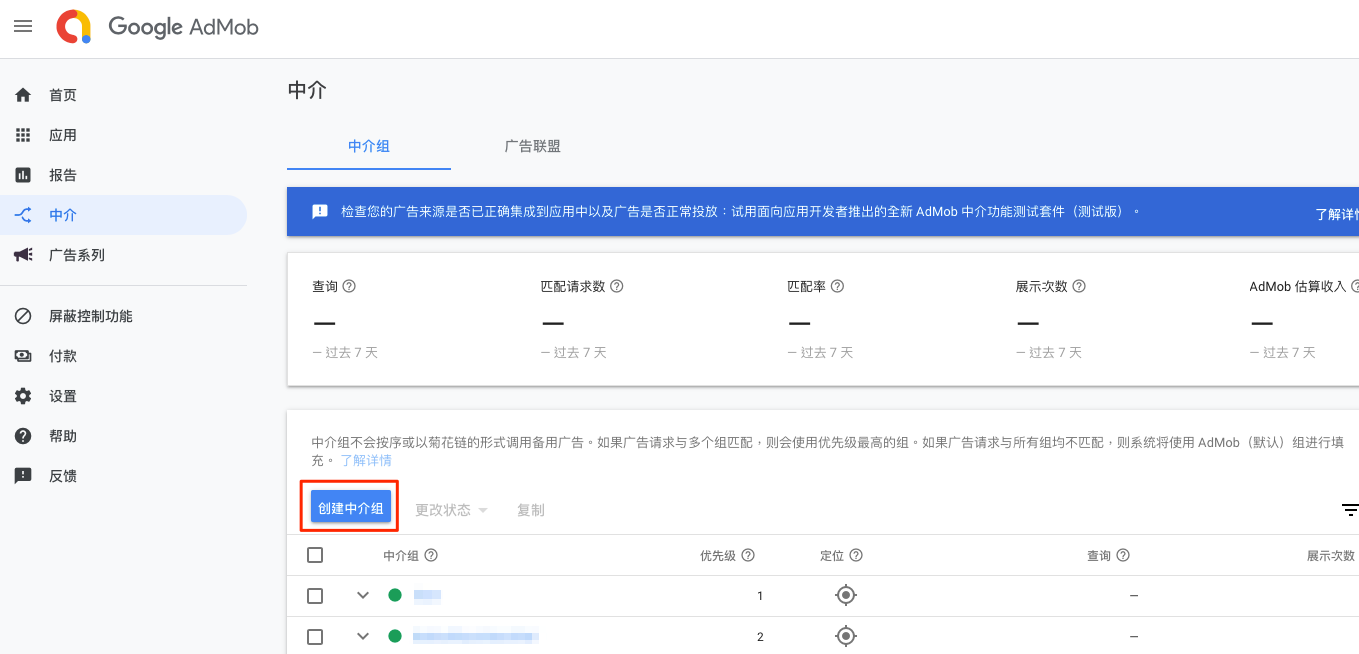 Google AdMob
首页
应用
报告
中介
广告系列
屏蔽控制功能
付款
设置
帮助
反馈
中介
中介组 广告联盟
检查您的广告来源是否已正确集成到应用中以及广告是否正常投放：试用面向应用开发者推出的全新 AdMob 中介功能测试套件（测试版）。
了解详情
查询 匹配请求数 匹配率 展示次数 AdMob 估算收入
— — — — —
– 过去 7 天 – 过去 7 天 – 过去 7 天 – 过去 7 天 – 过去 7 天
中介组不会按序或以菊花链的形式调用备用广告。如果广告请求与多个组匹配，则会使用优先级最高的组。如果广告请求与所有组均不匹配，则系统将使用 AdMob（默认）组进行填
充。 了解详情
创建中介组 更改状态 复制
中介组 优先级 定位 查询 展示次数
1 –
2 –